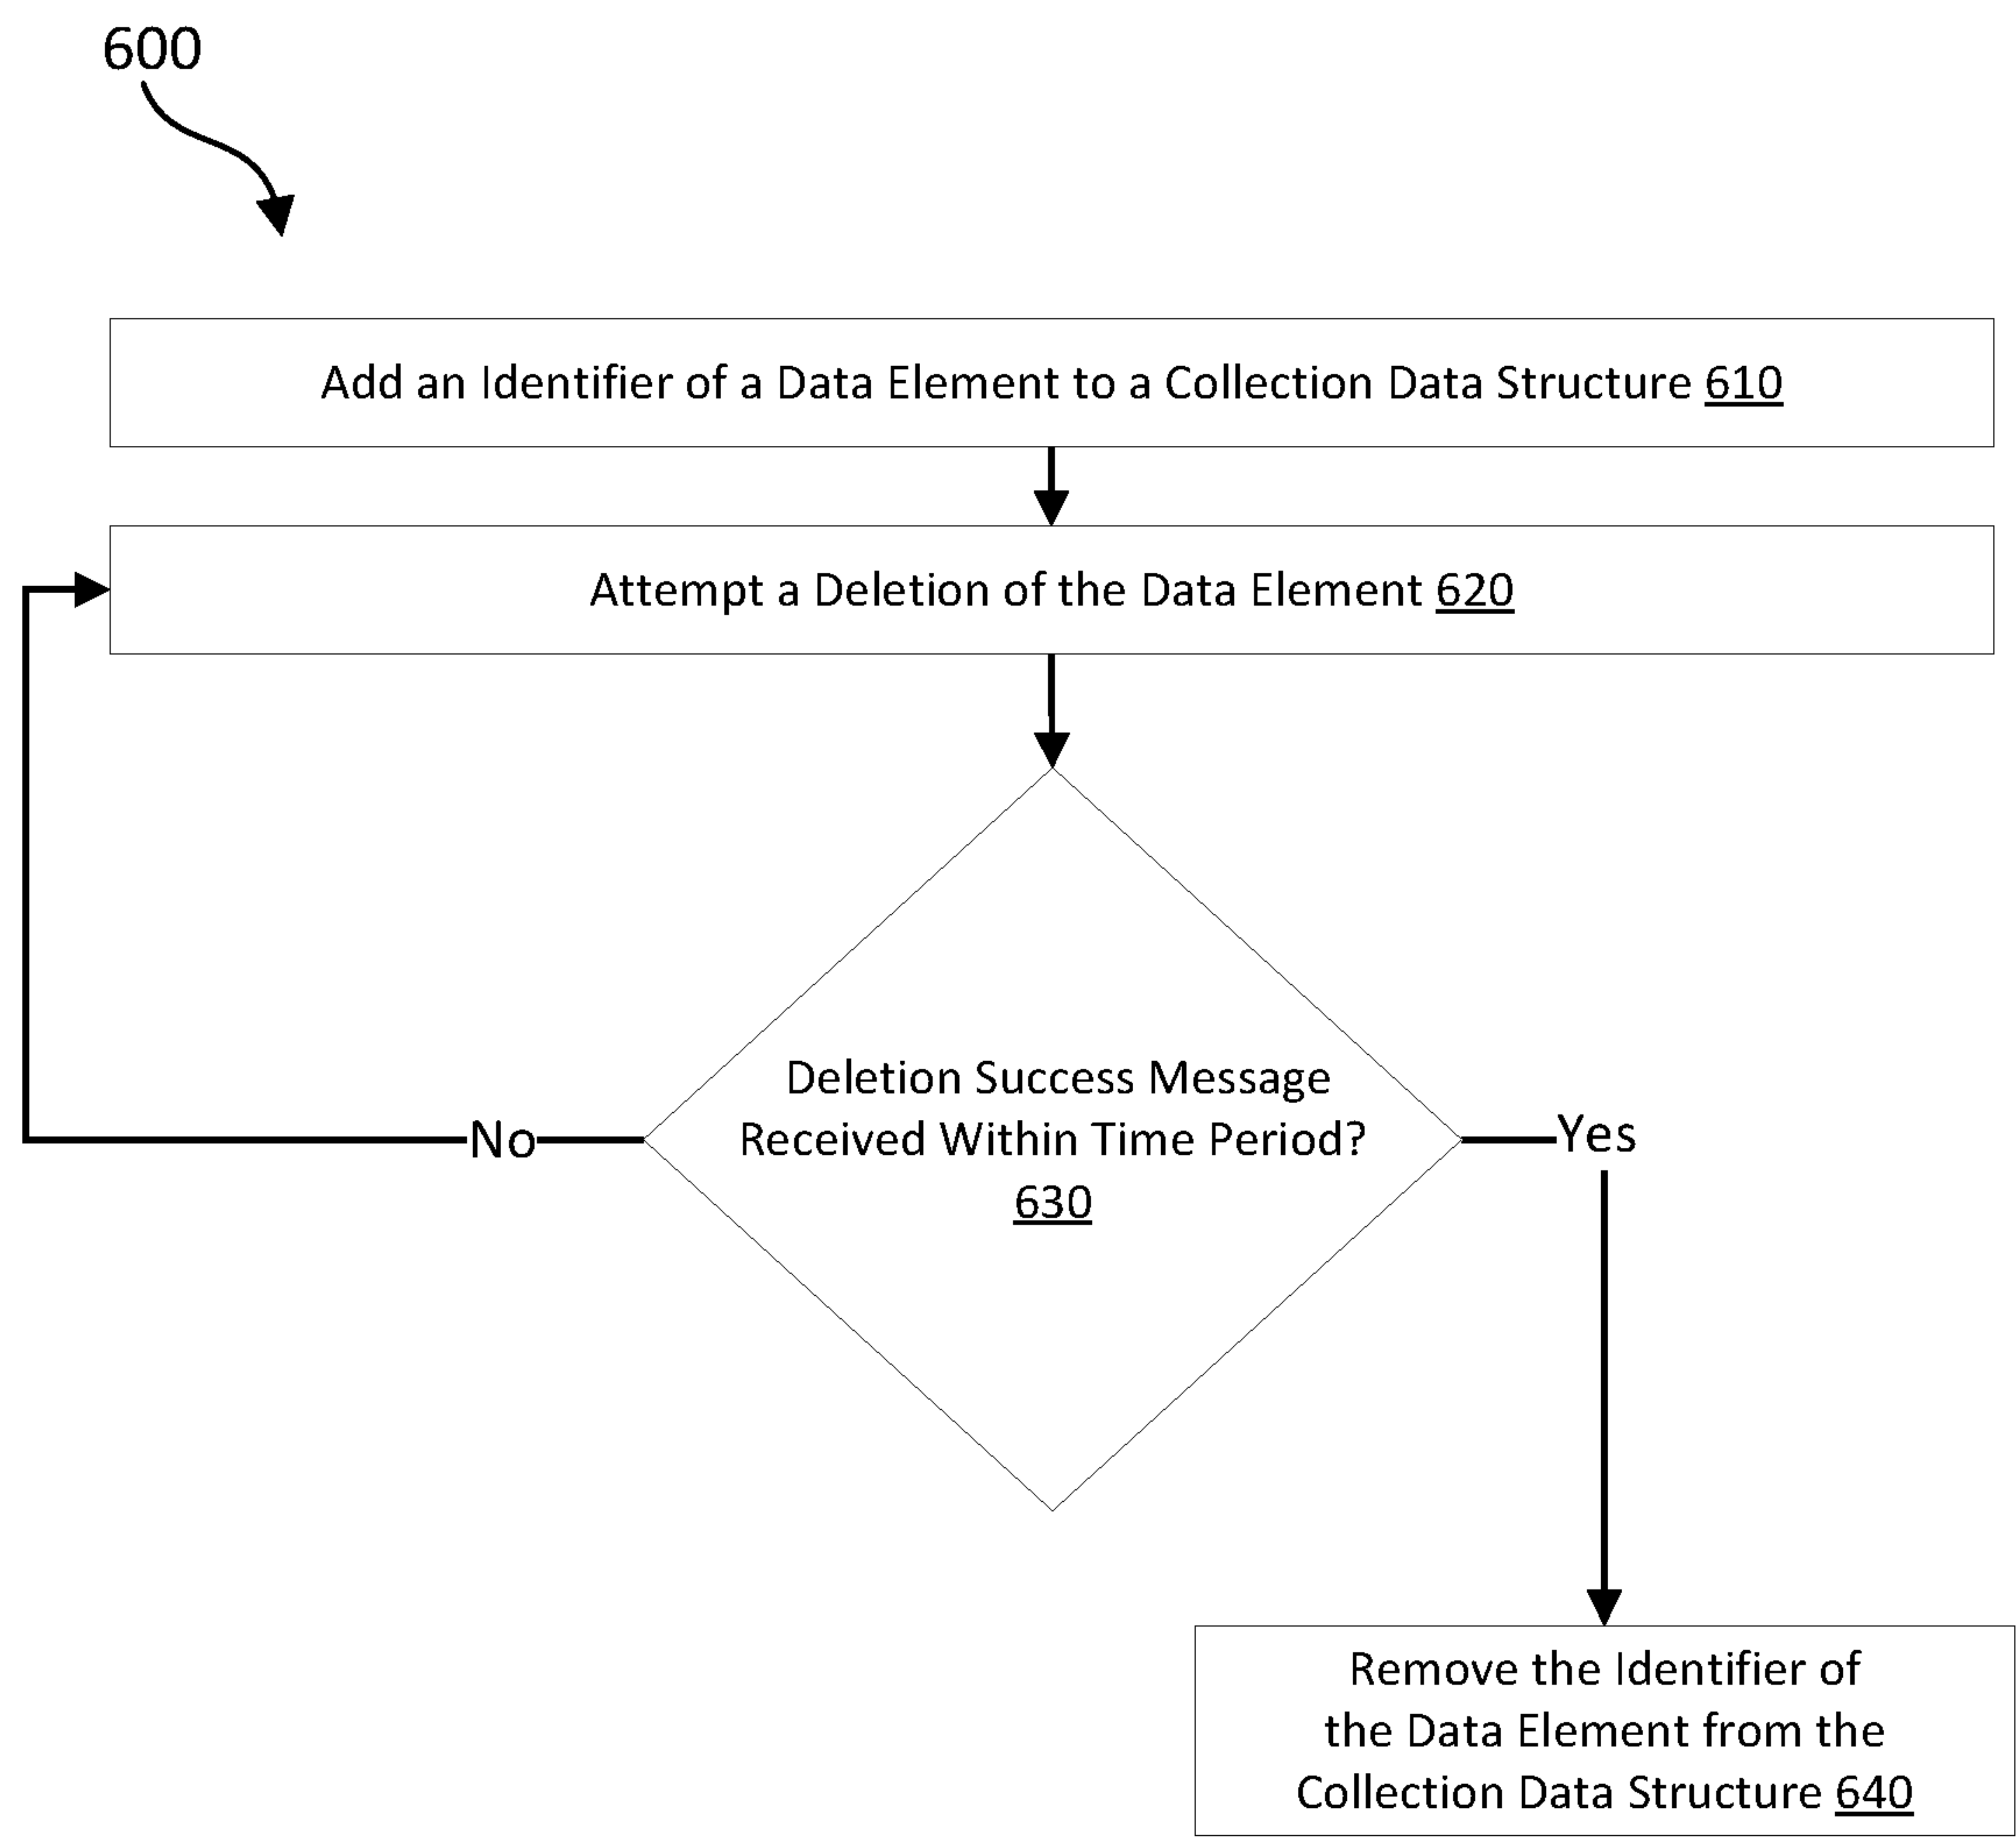 600
Add an Identifier of a Data Element to a Collection Data Structure 610
Attempt a Deletion of the Data Element 620
Deletion Success Message
Received Within Time Period?
630
No
Yes
Remove the Identifier of
the Data Element from the
Collection Data Structure 640